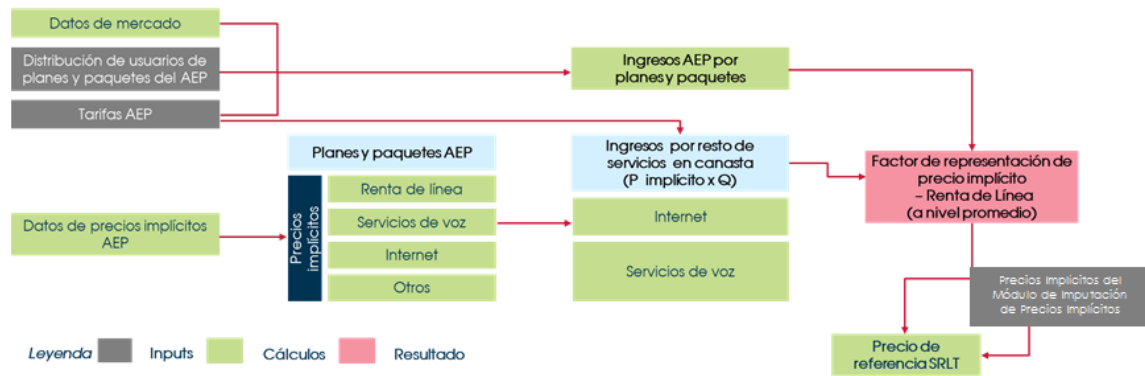 Datos de mercado
Distribución de usuarios de
planes y paquetes del AEP
Tarifas AEP
Ingresos AEP por
planes y paquetes
Planes y paquetes AEP
Ingresos por resto de
servicios en canasta
(P implícito x Q)
Factor de representación de
precio implícito
– Renta de Línea
(a nivel promedio)
Datos de precios implícitos
AEP
Precios
implícitos
Renta de línea
Servicios de voz
Internet
Otros
Internet
Servicios de voz
Precios Implícitos del
Módulo de Imputación
de Precios Implícitos
Precio de
referencia SRLT
Leyenda
Inputs
Cálculos
Resultado